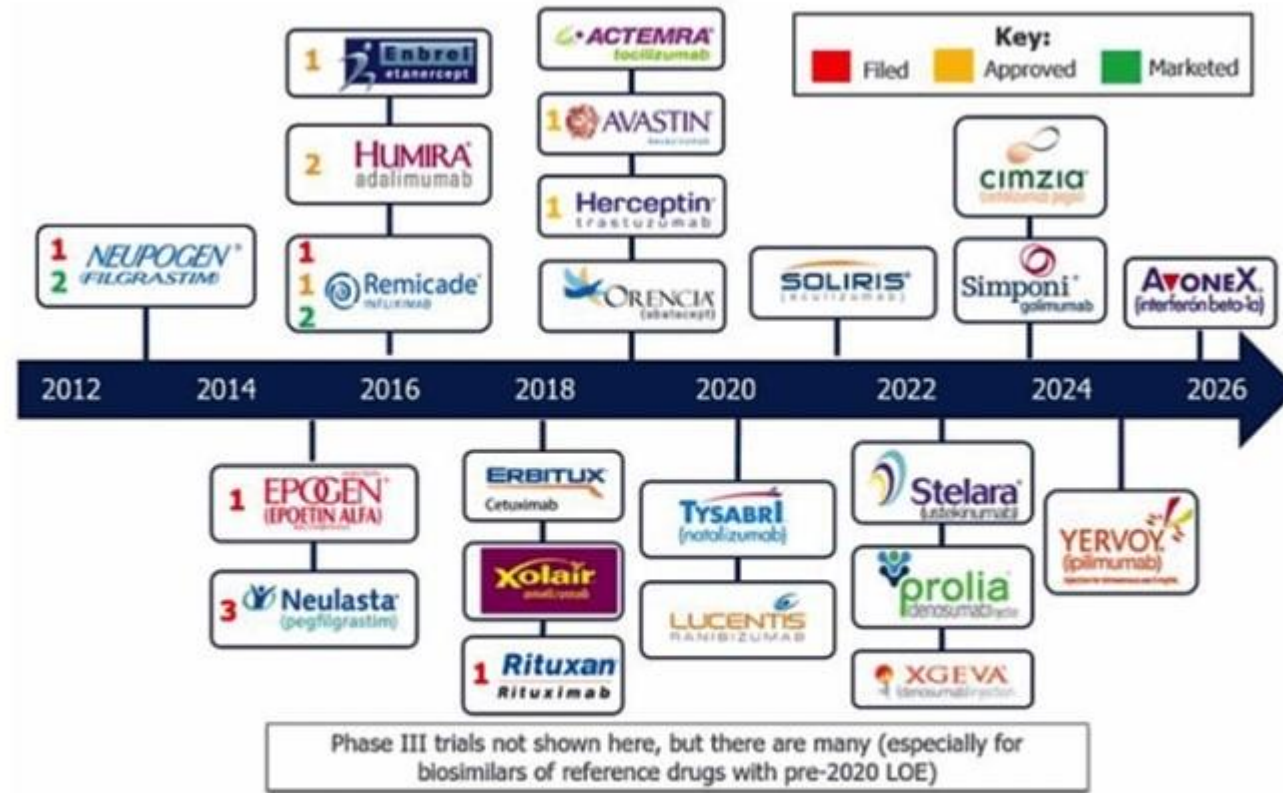 Key:
Filed
Approved
Marketed
1
Enbrel
etanercept
2
HUMIRA
adalimumab
1
2
NEUPOGEN®
(FILGRASTIM)
1
1
2
Remicade®
INFLIXIMAB
ACTEMRA®
tocilizumab
1
AVASTIN®
1
Herceptin®
trastuzumab
ORENCIA®
(abatacept)
SOLIRIS®
(eculizumab)
cimzia®
Simponi®
golimumab
AVONEX®
(interferón beta-1a)
2012
2014
2016
2018
2020
2022
2024
2026
1
EPOGEN®
(EPOETIN ALFA)
3
Neulasta®
(pegfilgrastim)
ERBITUX®
Cetuximab
Xolair
1
Rituxan
Rituximab
TYSABRI
(natalizumab)
LUCENTIS
RANIBIZUMAB
Stelara®
(ustekinumab)
prolia®
XGEVA®
YERVOY
(ipilimumab)
Phase III trials not shown here, but there are many (especially for
biosimilars of reference drugs with pre-2020 LOE)